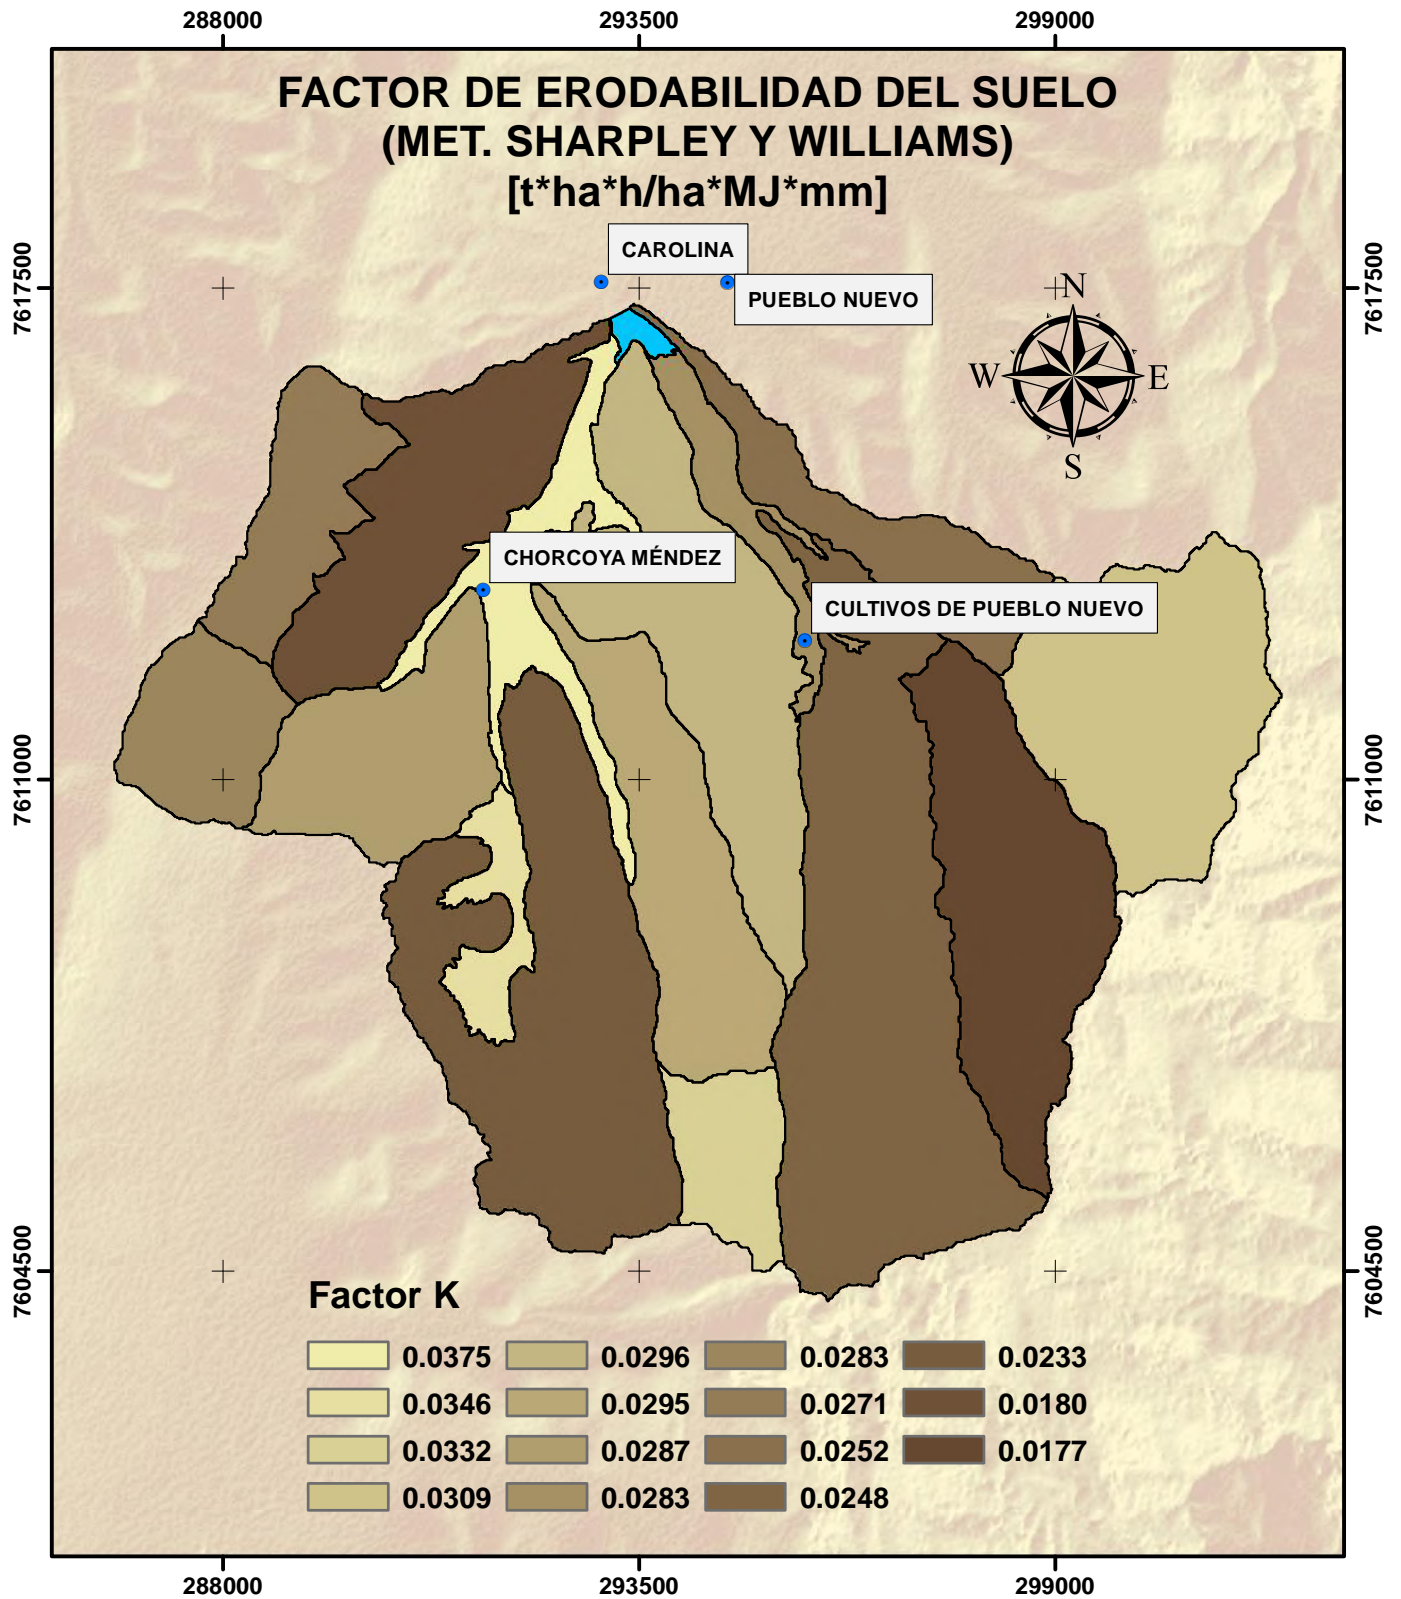 288000 293500 299000
FACTOR DE ERODABILIDAD DEL SUELO
(MET. SHARPLEY Y WILLIAMS)
[t*ha*h/ha*MJ*mm]
CAROLINA
PUEBLO NUEVO
7617500 7617500
N
W E
S
CHORCOYA MÉNDEZ
CULTIVOS DE PUEBLO NUEVO
7611000 7611000
7604500 7604500
Factor K
0.0375 0.0296 0.0283 0.0233
0.0346 0.0295 0.0271 0.0180
0.0332 0.0287 0.0252 0.0177
0.0309 0.0283 0.0248
288000 293500 299000